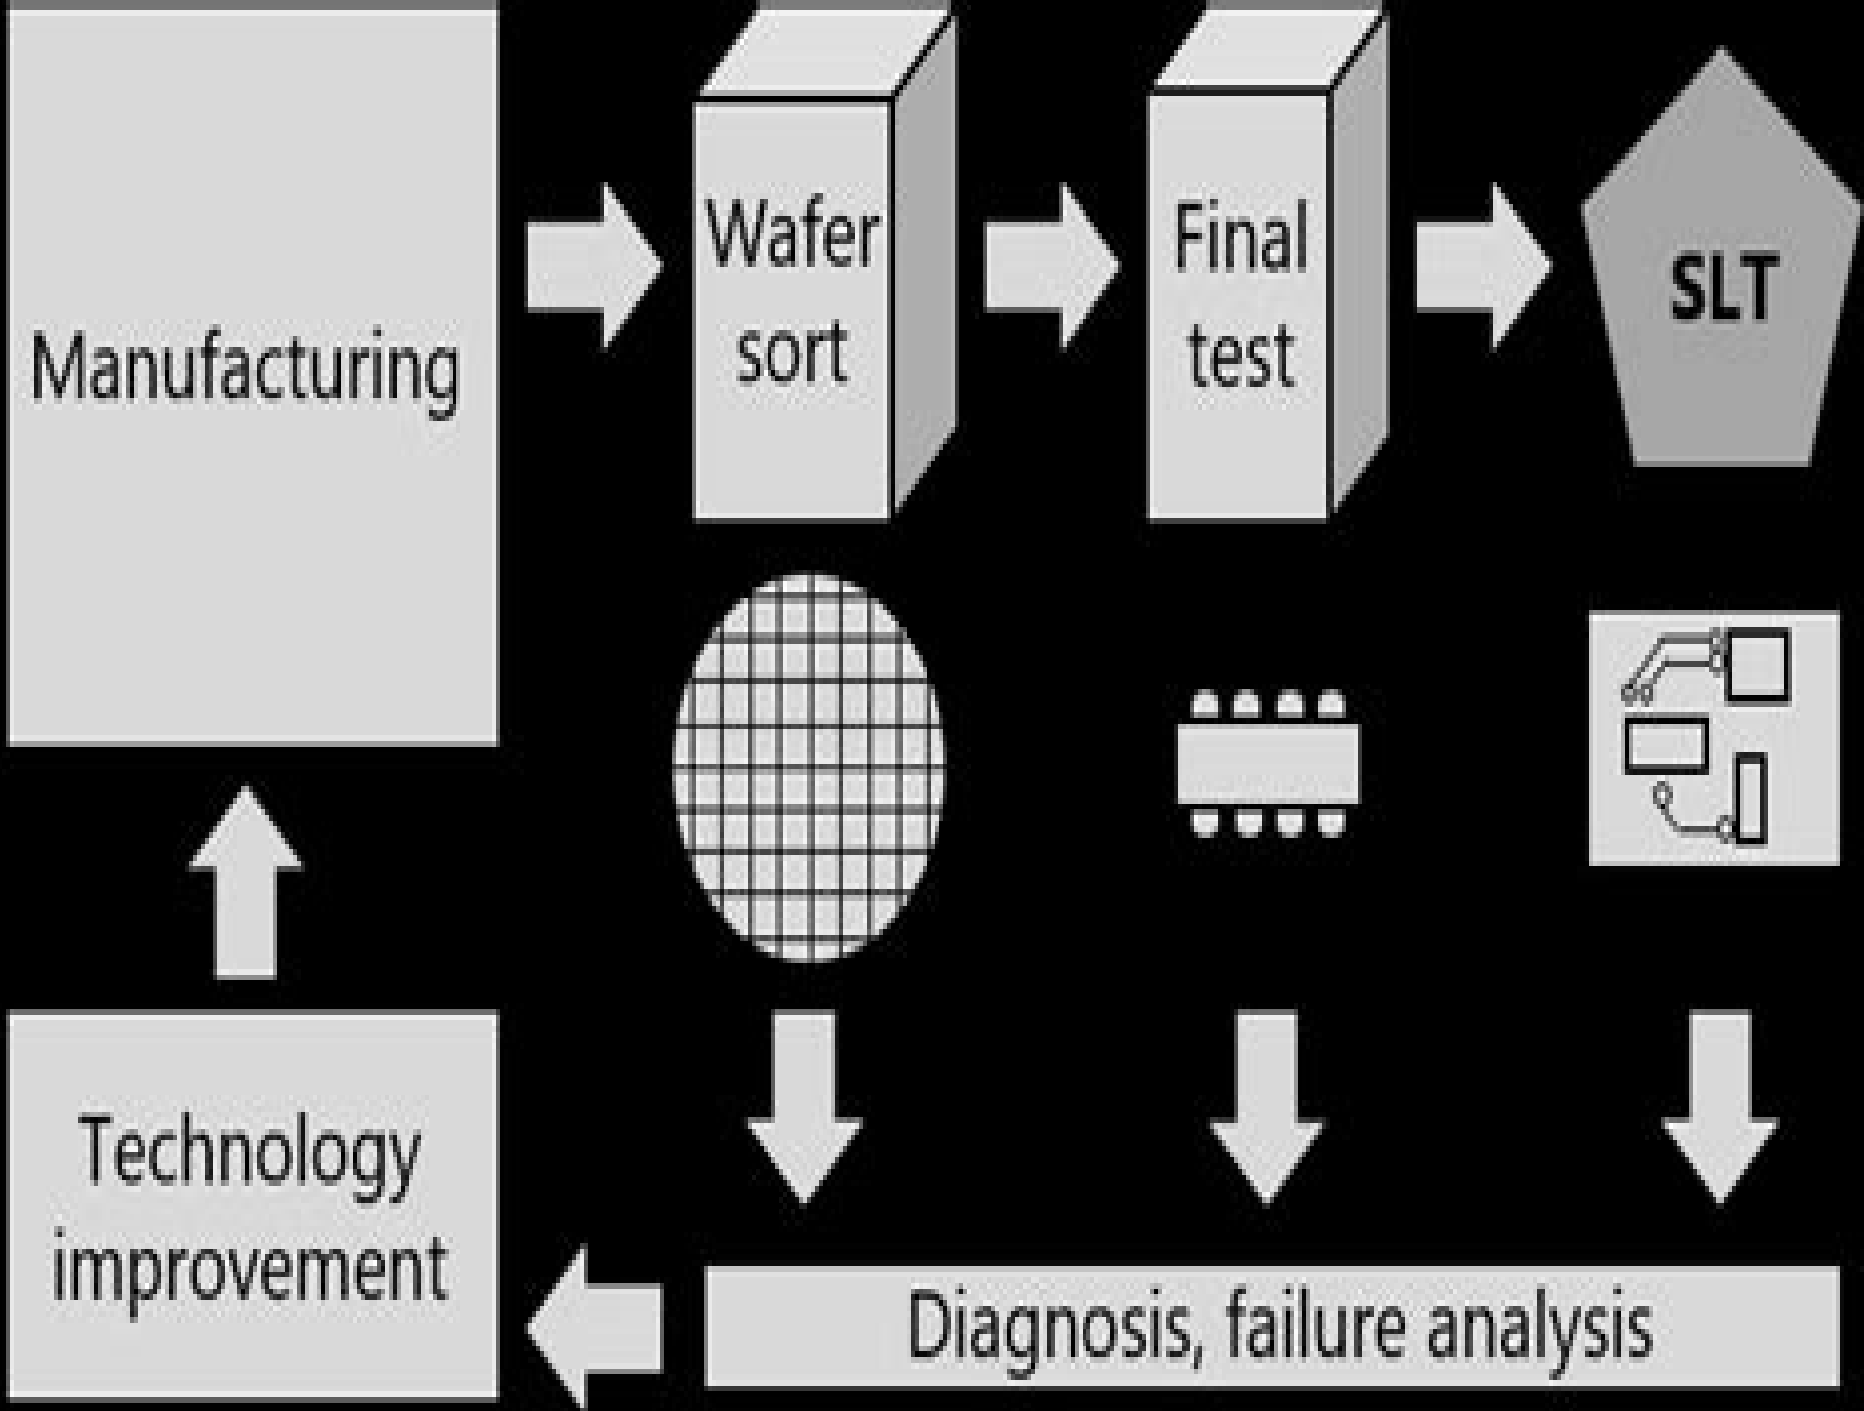 Manufacturing
Wafer
sort
Final
test
SLT
Technology
improvement
Diagnosis, failure analysis